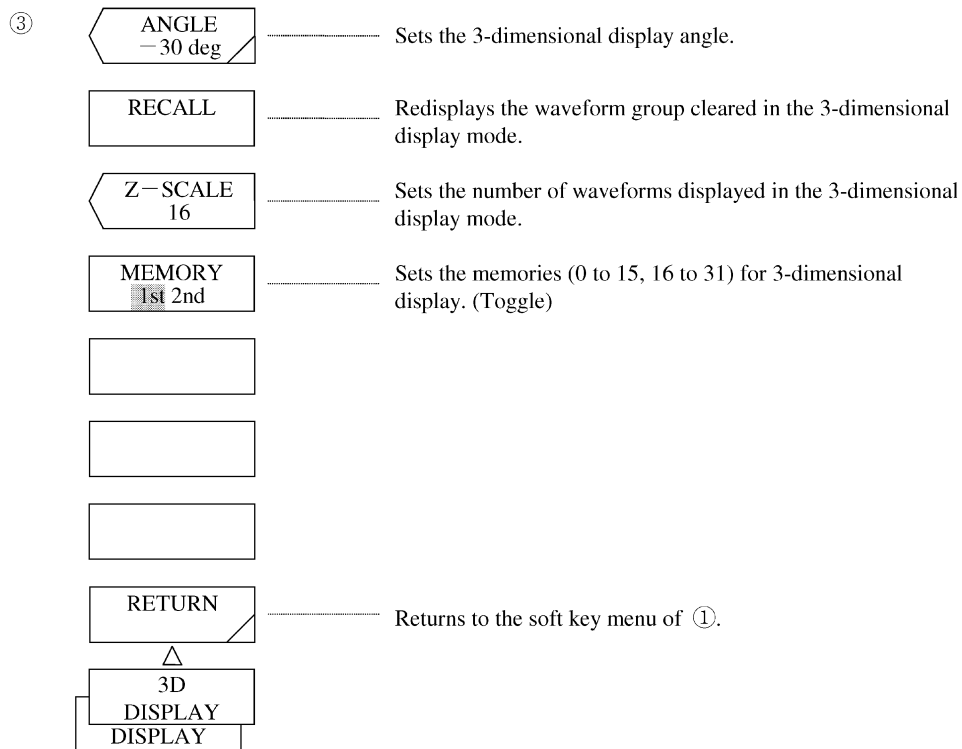 ③
ANGLE
−30 deg
Sets the 3-dimensional display angle.
RECALL
Redisplays the waveform group cleared in the 3-dimensional
display mode.
Z−SCALE
16
Sets the number of waveforms displayed in the 3-dimensional
display mode.
MEMORY
1st 2nd
Sets the memories (0 to 15, 16 to 31) for 3-dimensional
display. (Toggle)
RETURN
Returns to the soft key menu of ①.
3D
DISPLAY
DISPLAY